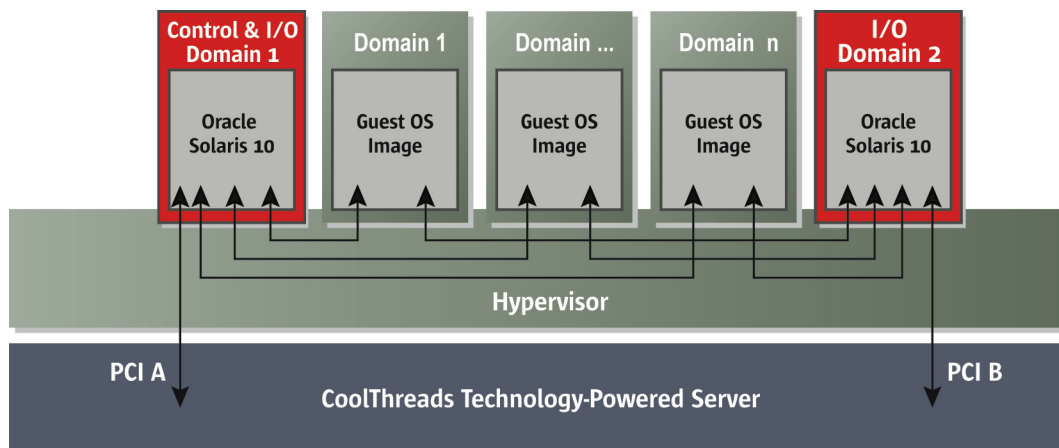 Control & I/O
Domain 1
Domain 1
Domain ...
Domain n
I/O
Domain 2
Oracle
Solaris 10
Guest OS
Image
Guest OS
Image
Guest OS
Image
Oracle
Solaris 10
Hypervisor
PCI A
PCI B
CoolThreads Technology-Powered Server